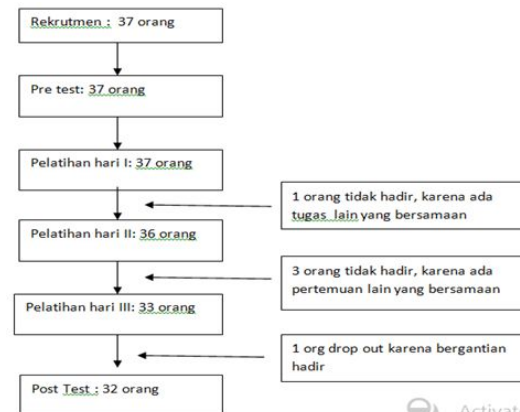 Rekrutmen : 37 orang
Pre test: 37 orang
Pelatihan hari I: 37 orang
1 orang tidak hadir, karena ada
tugas lain yang bersamaan
Pelatihan hari II: 36 orang
3 orang tidak hadir, karena ada
pertemuan lain yang bersamaan
Pelatihan hari III: 33 orang
1 org drop out karena bergantian
hadir
Post Test : 32 orang